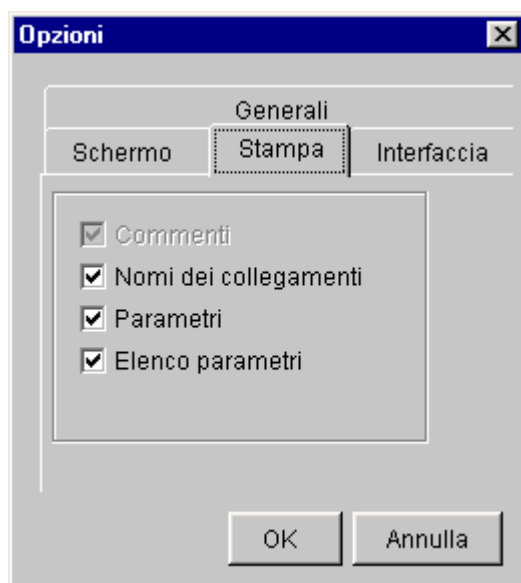 Opzioni
Generali
Schermo Stampa Interfaccia
Commenti
Nomi dei collegamenti
Parametri
Elenco parametri
OK Annulla